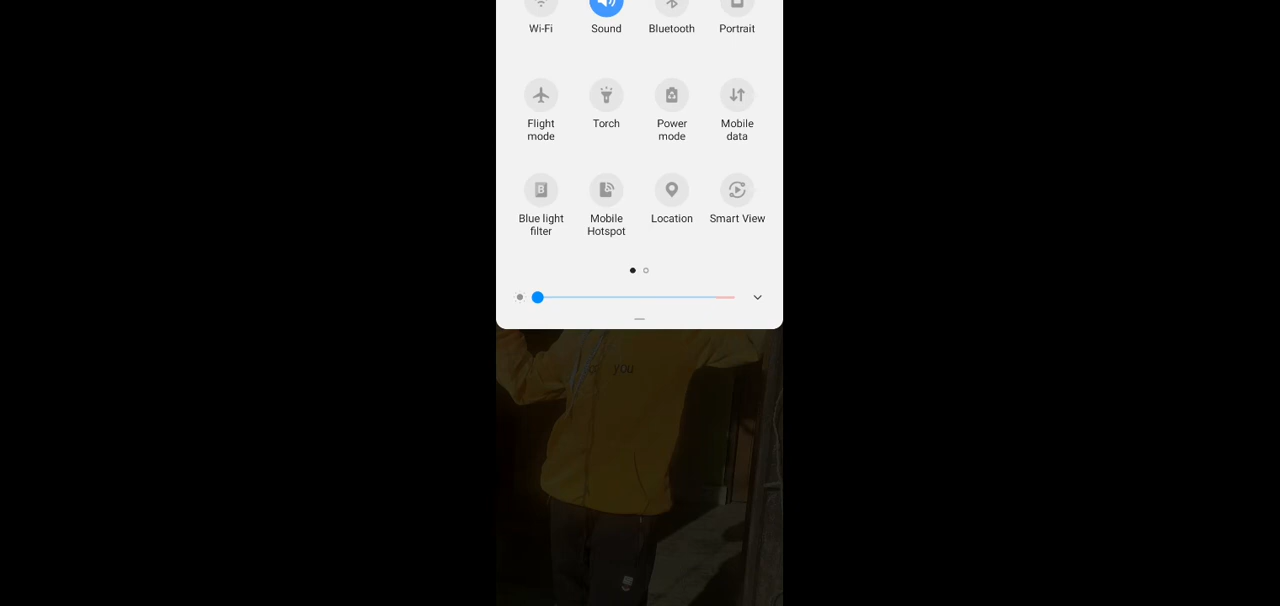 Wi-Fi Sound Bluetooth Portrait
Flight mode Torch Power mode Mobile data
Blue light filter Mobile Hotspot Location Smart View
you